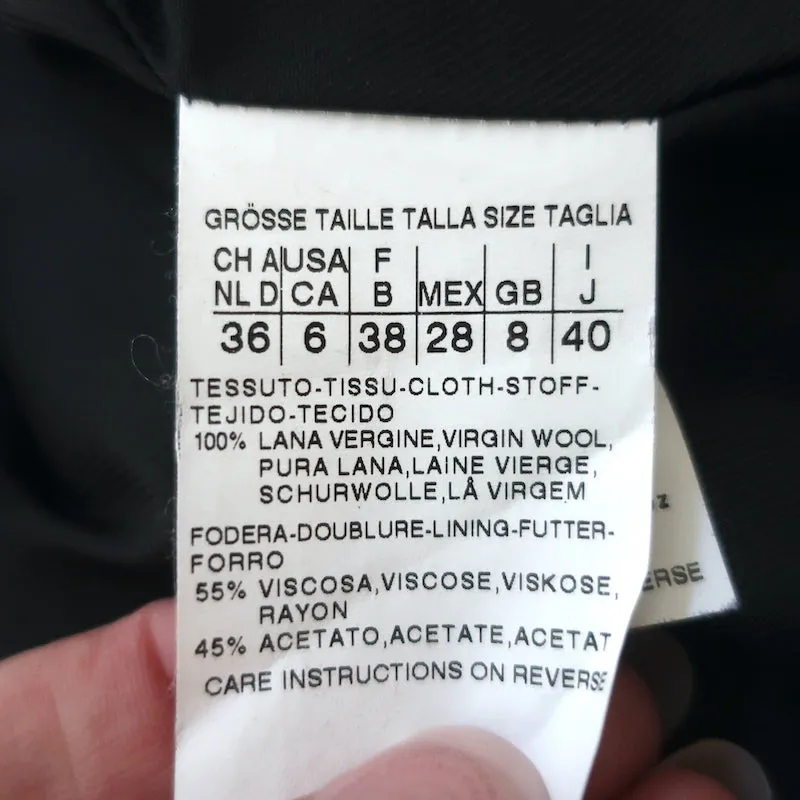 GRÖSSE TAILLE TALLA SIZE TAGLIA
CH A USA F I
NL D CA B MEX GB J
36 6 38 28 8 40
TESSUTO-TISSU-CLOTH-STOFF-
TEJIDO-TECIDO
100% LANA VERGINE,VIRGIN WOOL,
PURA LANA,LAINE VIERGE,
SCHURWOLLE,LÅ VIRGEM
FODERA-DOUBLURE-LINING-FUTTER-
FORRO
55% VISCOSA,VISCOSE,VISKOSE,
RAYON
45% ACETATO,ACETATE,ACETAT
CARE INSTRUCTIONS ON REVERSE
ERSE